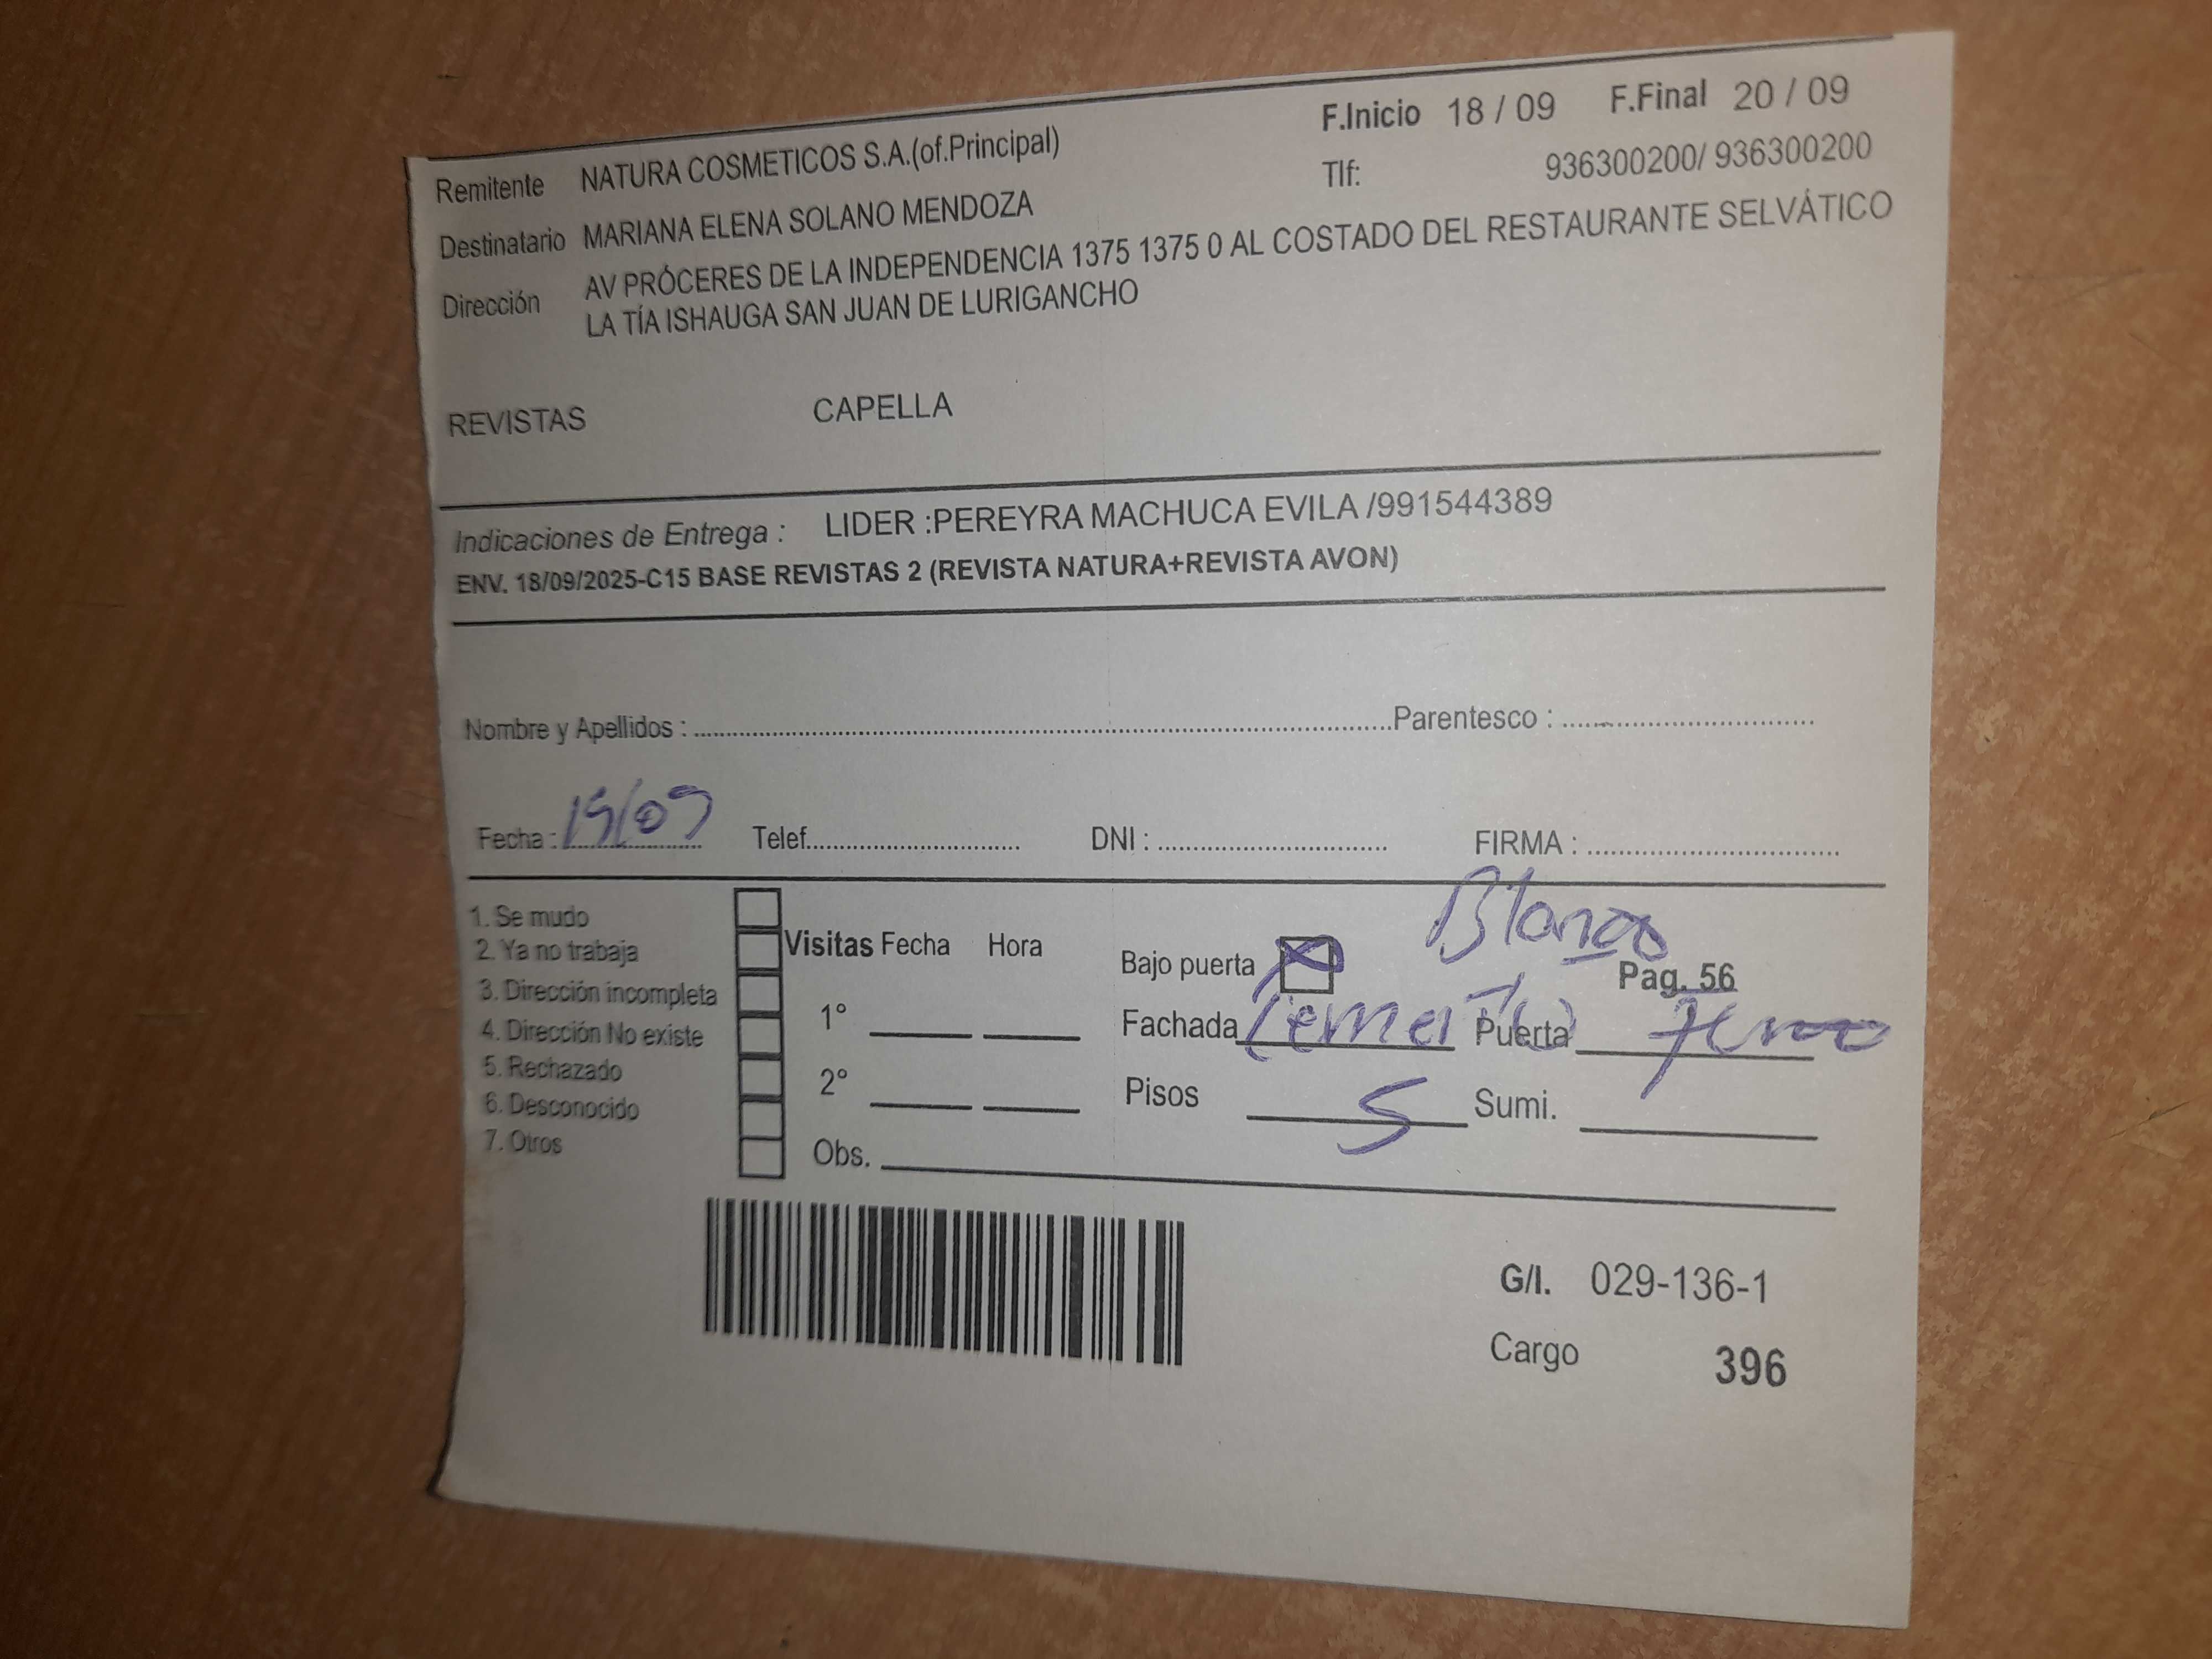 F.Inicio 18 / 09 F.Final 20 / 09
Remitente NATURA COSMETICOS S.A.(of.Principal) Tlf: 936300200/ 936300200
Destinatario MARIANA ELENA SOLANO MENDOZA
Dirección AV PRÓCERES DE LA INDEPENDENCIA 1375 1375 0 AL COSTADO DEL RESTAURANTE SELVÁTICO
LA TÍA ISHAUGA SAN JUAN DE LURIGANCHO
REVISTAS CAPELLA
Indicaciones de Entrega : LIDER :PEREYRA MACHUCA EVILA /991544389
ENV. 18/09/2025-C15 BASE REVISTAS 2 (REVISTA NATURA+REVISTA AVON)
Nombre y Apellidos : Parentesco :
Fecha : 19/09 Telef. DNI : FIRMA :
1. Se mudo
2. Ya no trabaja
3. Dirección incompleta
4. Dirección No existe
5. Rechazado
6. Desconocido
7. Otros
Visitas Fecha Hora
1°
2°
Obs.
Blanco
Bajo puerta X Pag. 56
Fachada Cemento Puerta fierro
Pisos 5 Sumi.
G/I. 029-136-1
Cargo 396